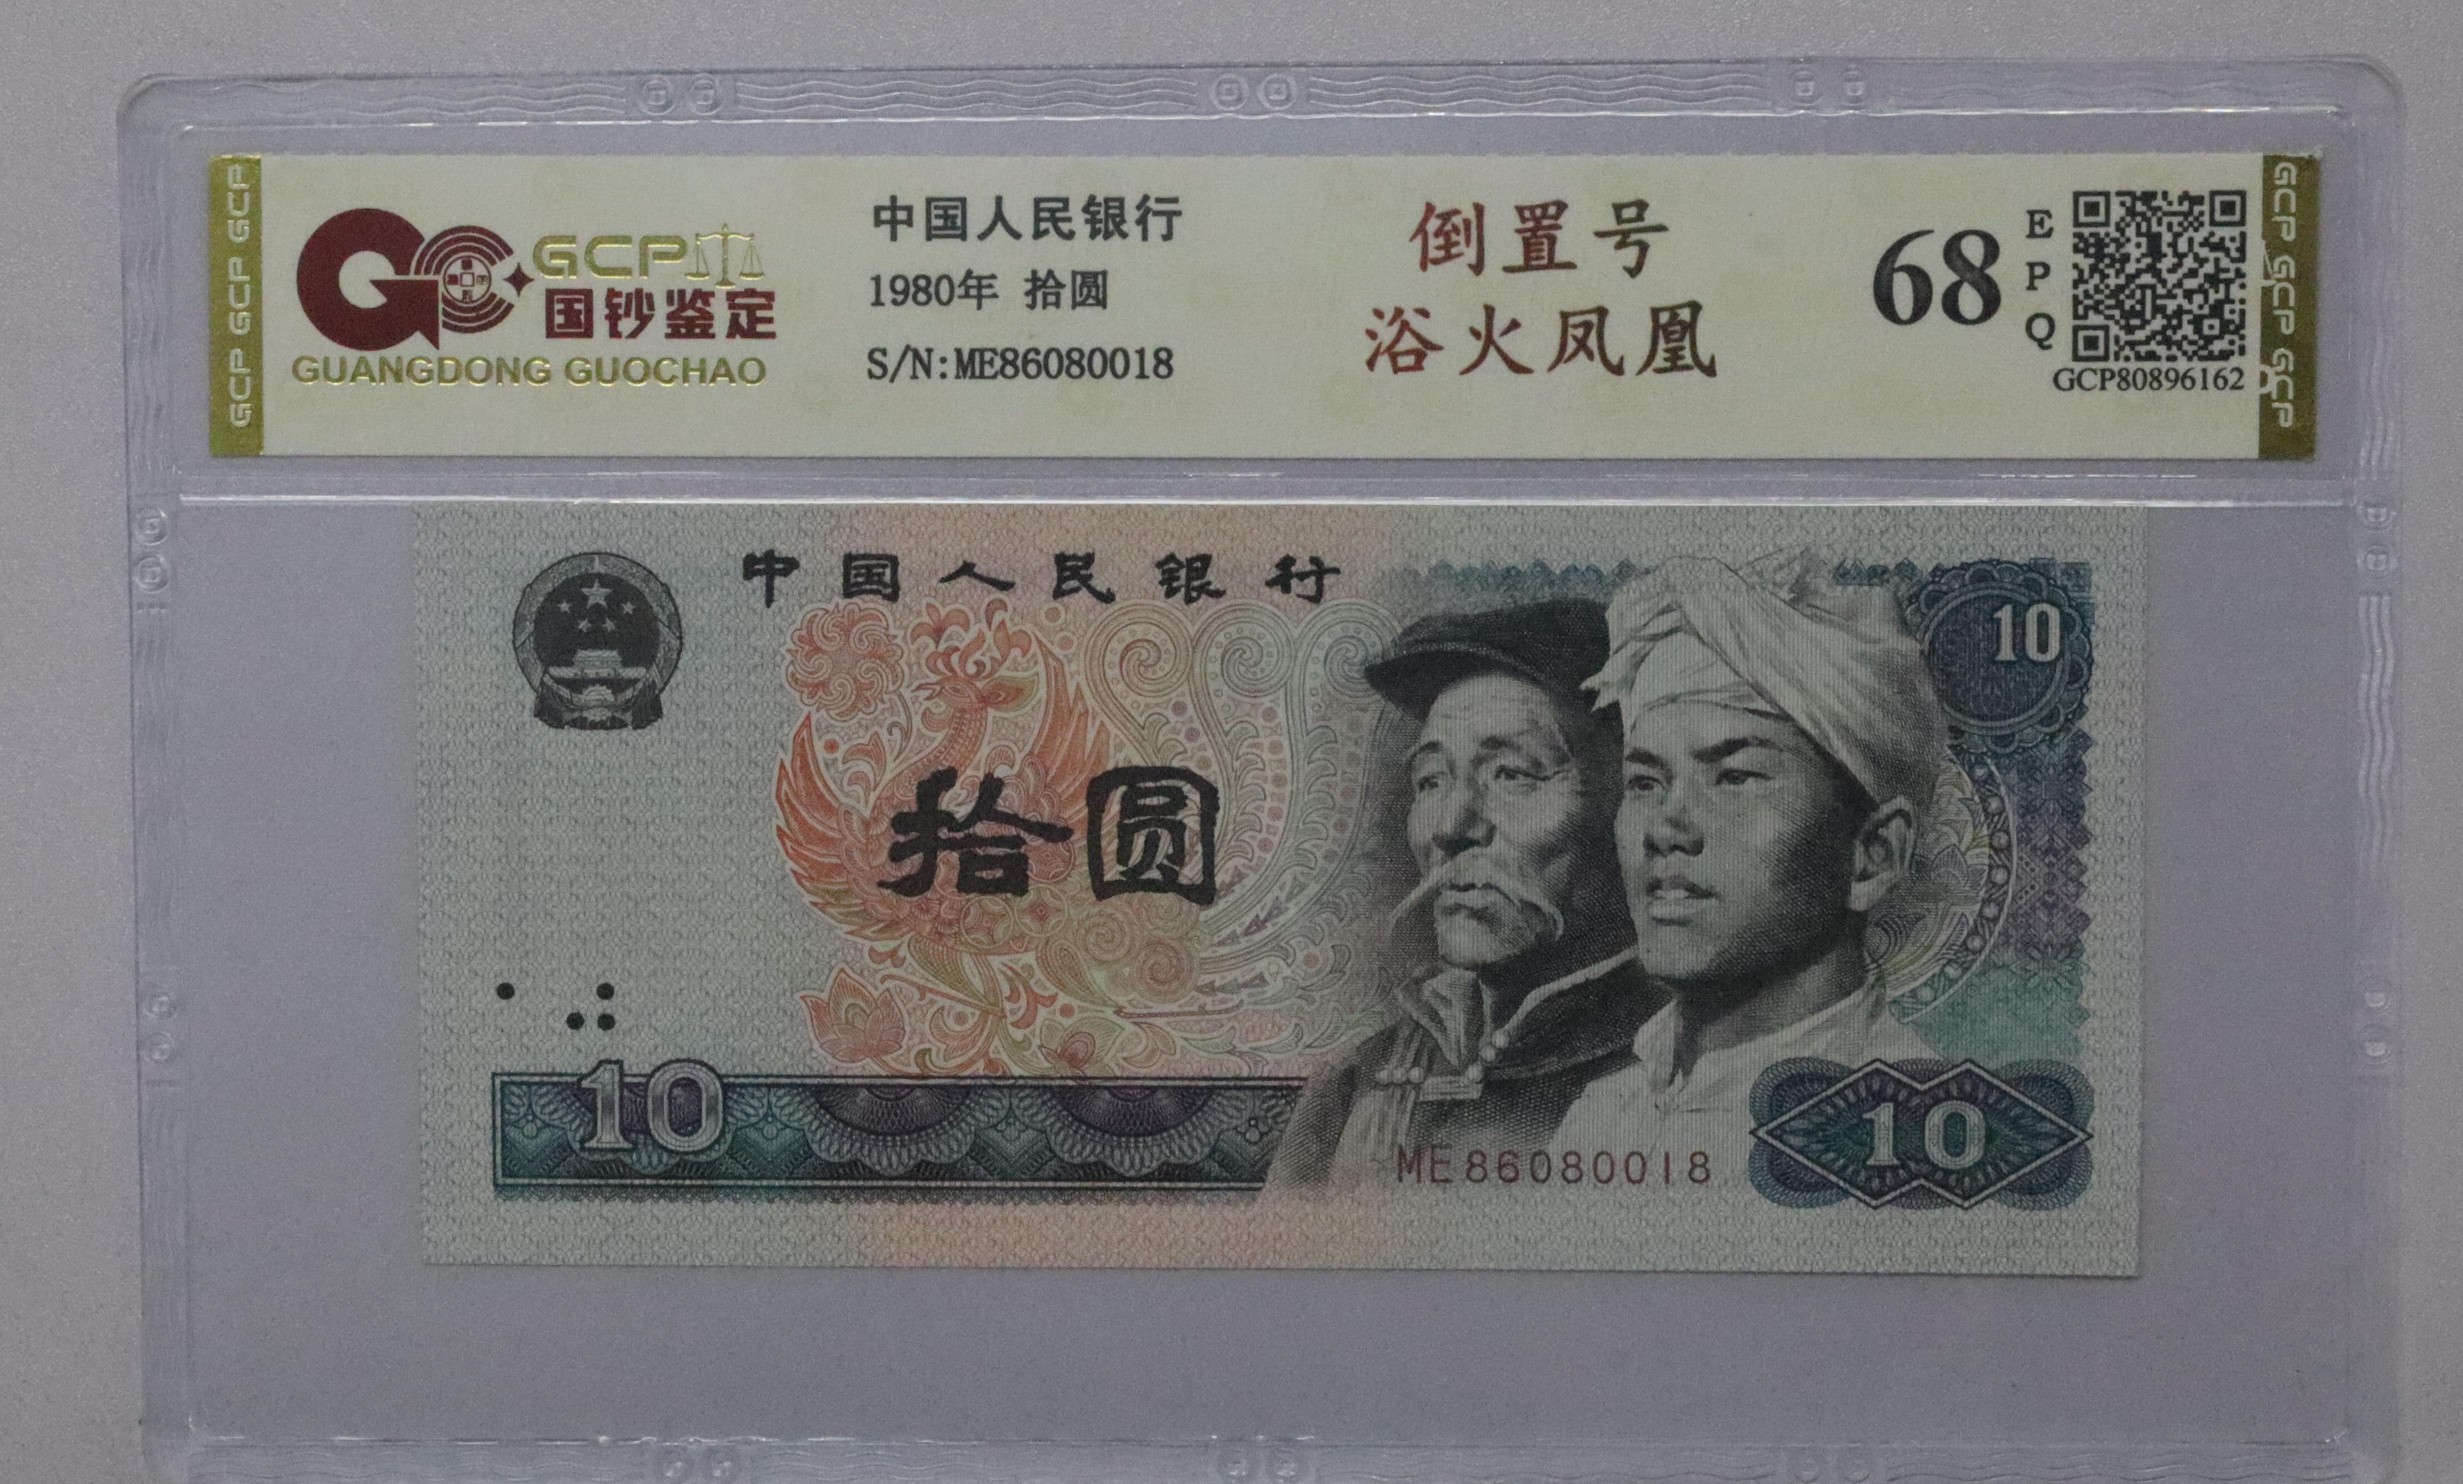 GCP GCP GCP
GCP
国钞鉴定
GUANGDONG GUOCHAO
中国人民银行
1980年 拾圆
S/N:ME86080018
倒置号
浴火凤凰
68
E
P
Q
GCP80896162
GCP GCP GCP
中国人民银行
10
拾圆
10
ME86080018
10